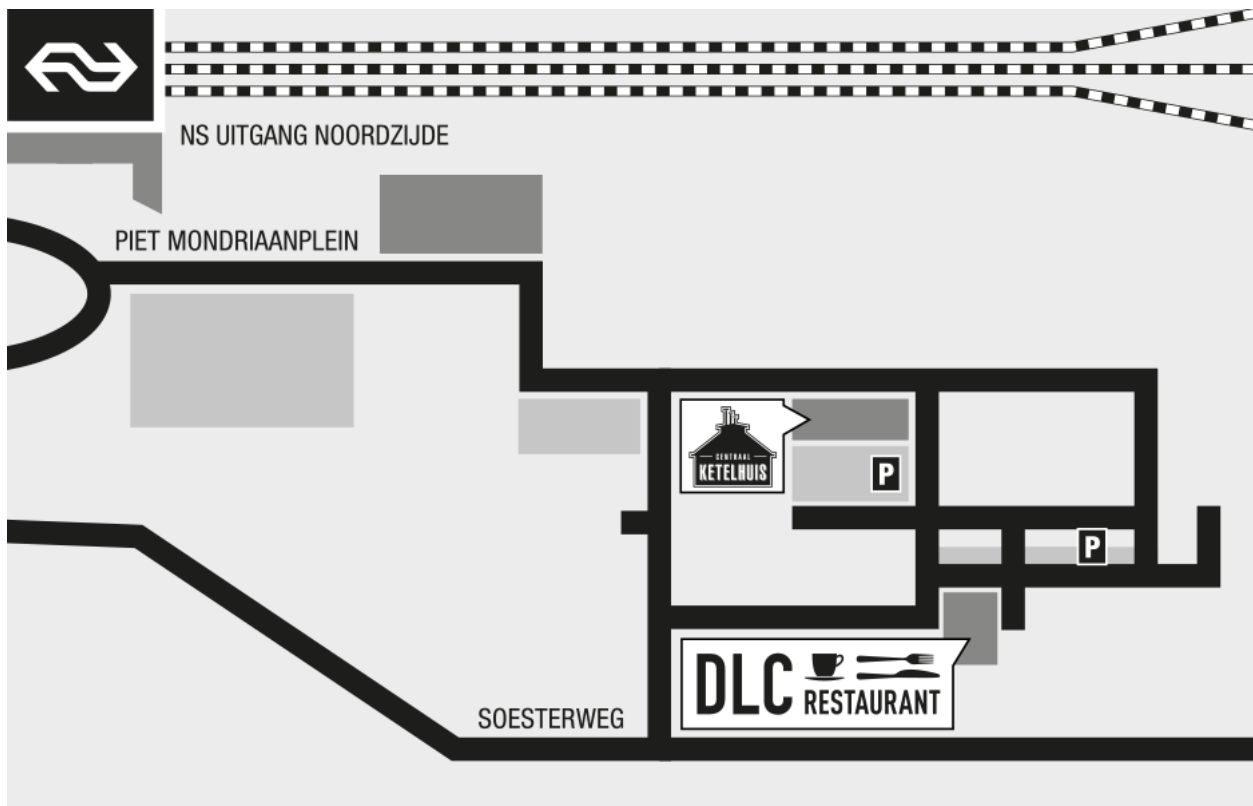 NS UITGANG NOORDZIJDE
PIET MONDRIAANPLEIN
CENTRAAL
KETELHUIS
P
P
DLC
RESTAURANT
SOESTERWEG